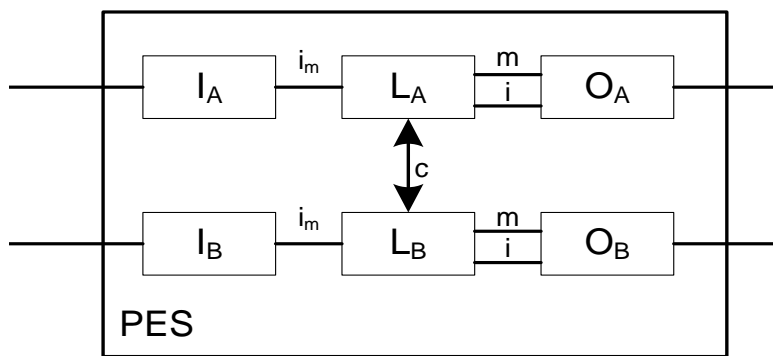 i_m m
I_A L_A i O_A
c
i_m m
I_B L_B i O_B
PES